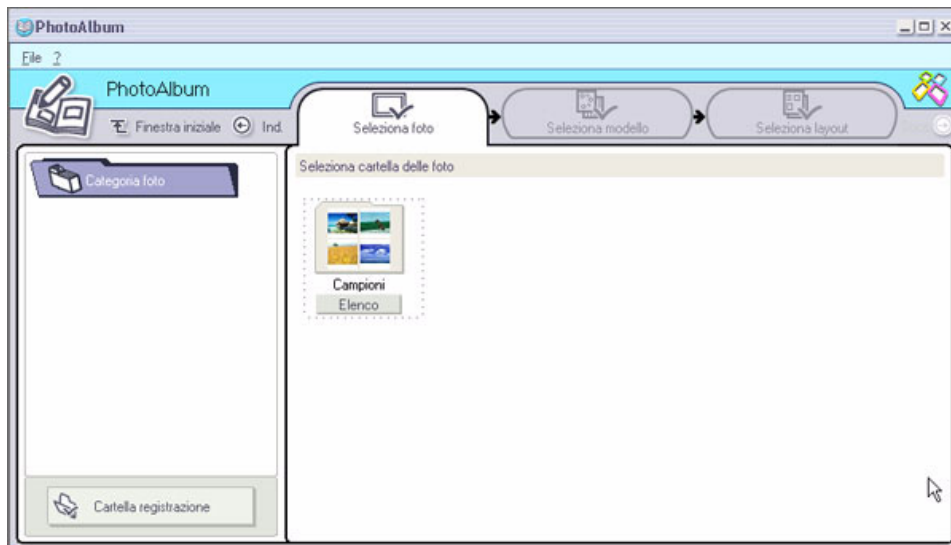 PhotoAlbum
File ?
PhotoAlbum
Finestra iniziale Ind.
Seleziona foto
Seleziona modello
Seleziona layout
Categoria foto
Seleziona cartella delle foto
Campioni
Elenco
Cartella registrazione